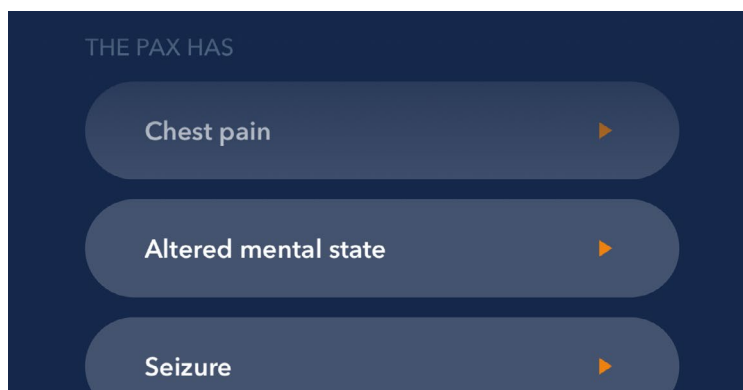 THE PAX HAS
Chest pain
Altered mental state
Seizure